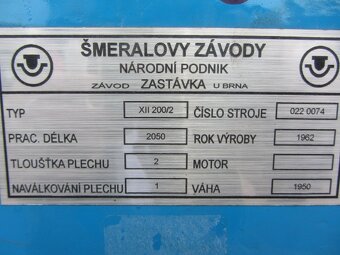 ŠMERALOVY ZÁVODY
NÁRODNÍ PODNIK
ZÁVOD ZASTÁVKA U BRNA
TYP XII 200/2 ČÍSLO STROJE 022 0074
PRAC. DÉLKA 2050 ROK VÝROBY 1962
TLOUŠŤKA PLECHU 2 MOTOR
NAVÁLKOVÁNÍ PLECHU 1 VÁHA 1950